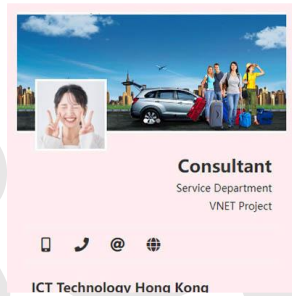 Consultant
Service Department
VNET Project
@
ICT Technology Hong Kong